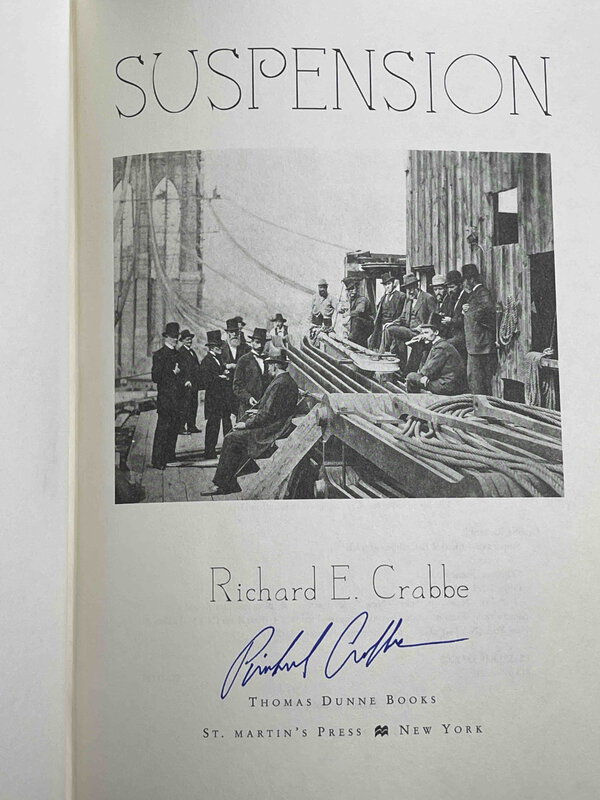 SUSPENSION
Richard E. Crabbe
Richard Crabbe
THOMAS DUNNE BOOKS
ST. MARTIN'S PRESS NEW YORK